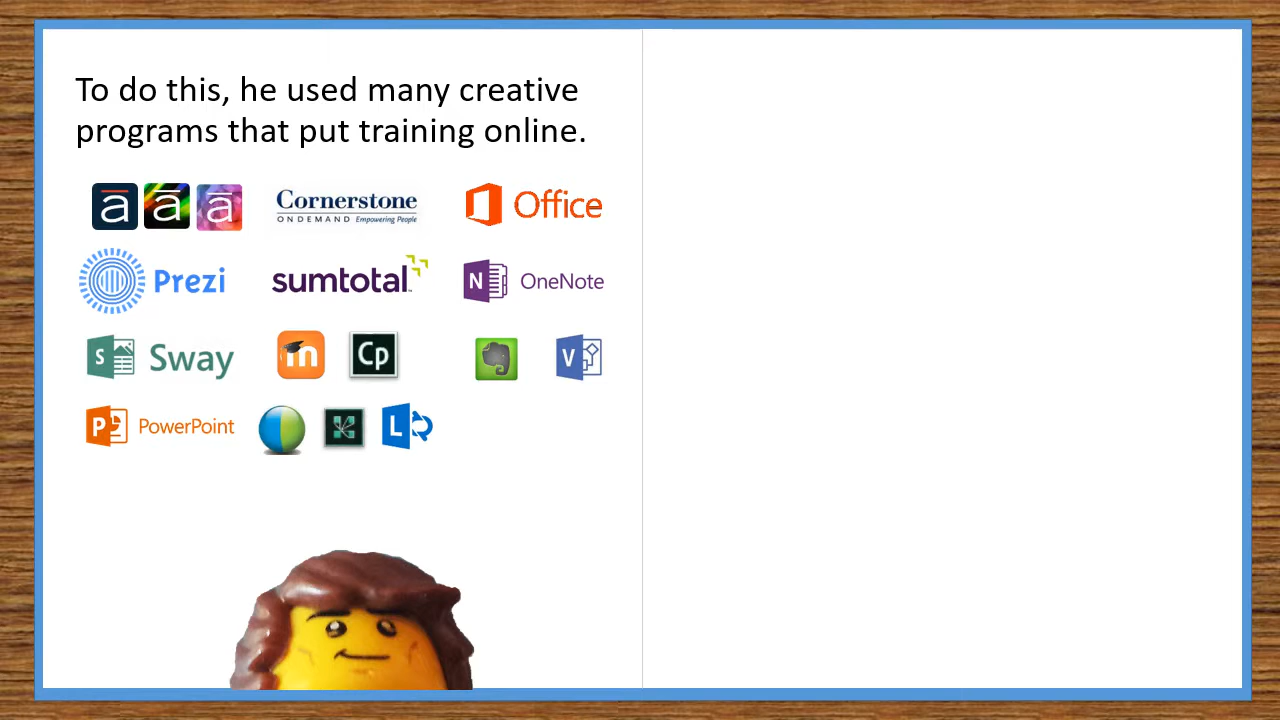 To do this, he used many creative
programs that put training online.
ā ā ā
Cornerstone
ONDEMAND Empowering People
Office
Prezi
sumtotal
N OneNote
S Sway
m
Cp
V
P PowerPoint
L